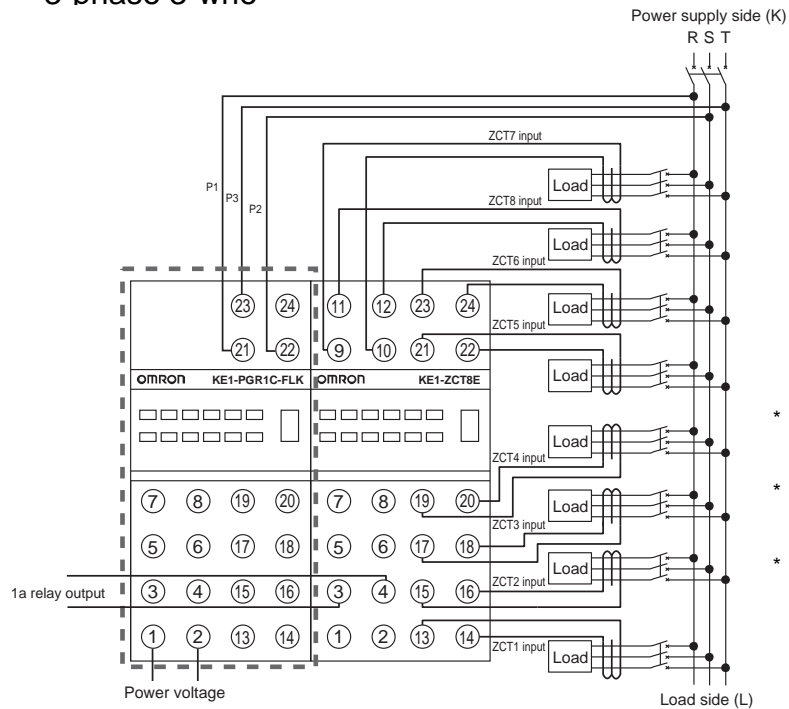 Power supply side (K)
R S T
ZCT7 input
P1
P3
P2
Load
ZCT8 input
Load
ZCT6 input
23 24 11 12 23 24
Load
ZCT5 input
21 22 9 10 21 22
OMRON KE1-PGR1C-FLK OMRON KE1-ZCT8E
Load
*
Load
ZCT4 input
7 8 19 20 7 8 19 20
*
Load
ZCT3 input
5 6 17 18 5 6 17 18
*
Load
ZCT2 input
1a relay output
3 4 15 16 3 4 15 16
1 2 13 14 1 2 13 14
ZCT1 input
Load
Power voltage
Load side (L)